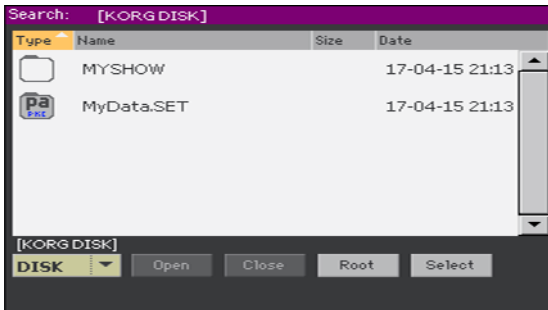 Search: [KORG DISK]
Type Name Size Date
MYSHOW 17-04-15 21:13
pa PKG MyData.SET 17-04-15 21:13
[KORG DISK]
DISK Open Close Root Select